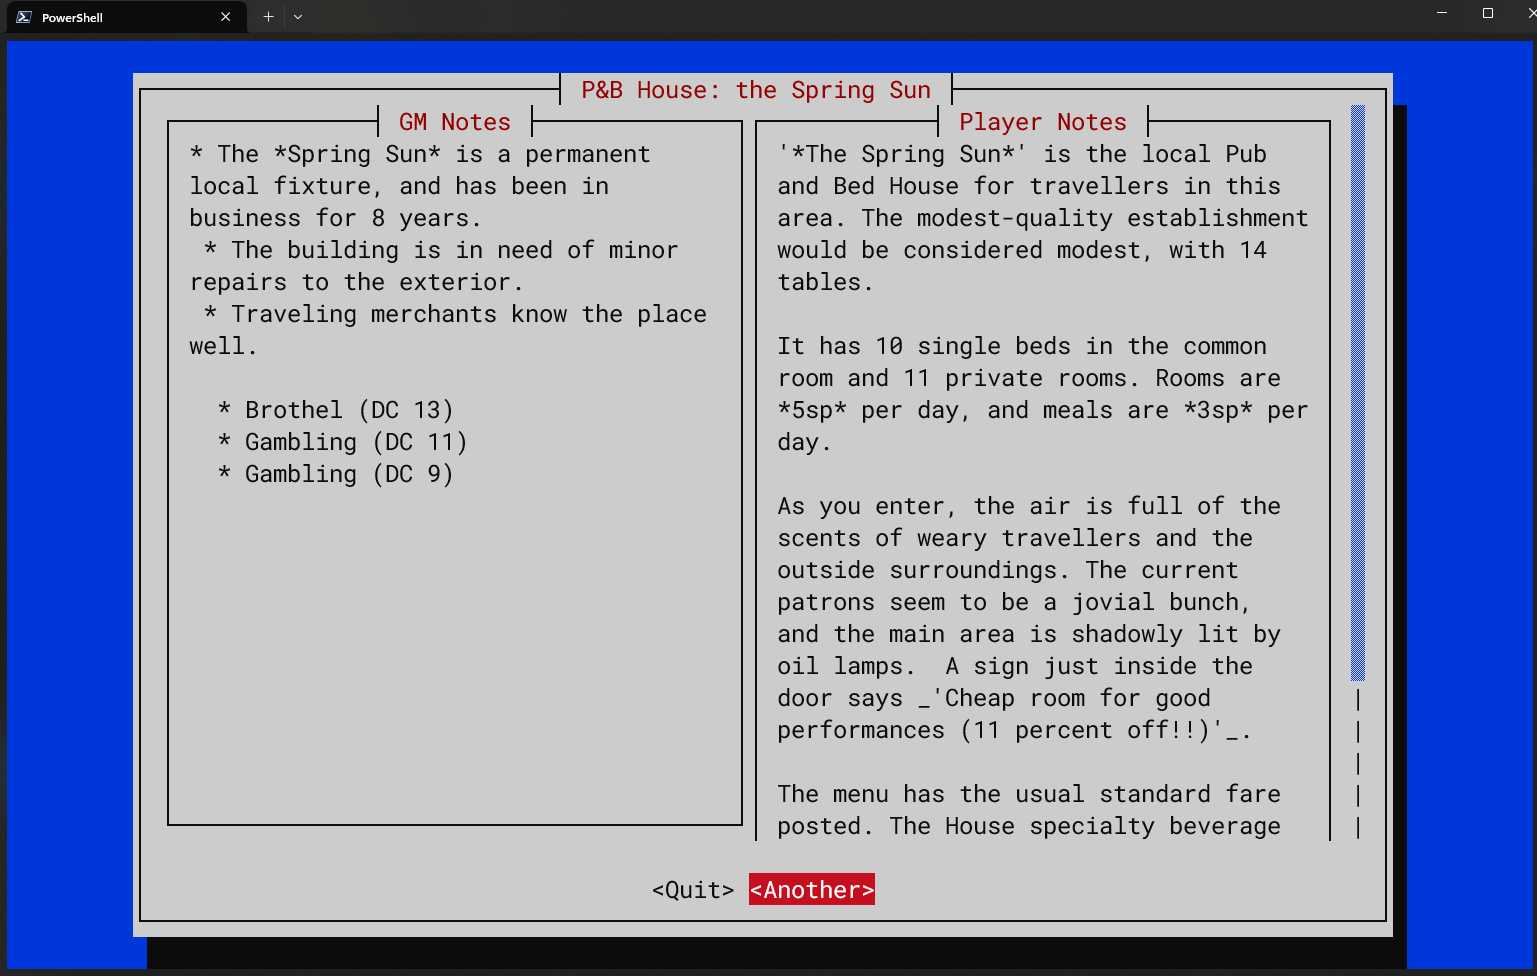 PowerShell
P&B House: the Spring Sun
GM Notes
* The *Spring Sun* is a permanent
local fixture, and has been in
business for 8 years.
* The building is in need of minor
repairs to the exterior.
* Traveling merchants know the place
well.
* Brothel (DC 13)
* Gambling (DC 11)
* Gambling (DC 9)
Player Notes
'*The Spring Sun*' is the local Pub
and Bed House for travellers in this
area. The modest-quality establishment
would be considered modest, with 14
tables.
It has 10 single beds in the common
room and 11 private rooms. Rooms are
*5sp* per day, and meals are *3sp* per
day.
As you enter, the air is full of the
scents of weary travellers and the
outside surroundings. The current
patrons seem to be a jovial bunch,
and the main area is shadowly lit by
oil lamps.  A sign just inside the
door says _'Cheap room for good
performances (11 percent off!!)'_.
The menu has the usual standard fare
posted. The House specialty beverage
<Quit> <Another>